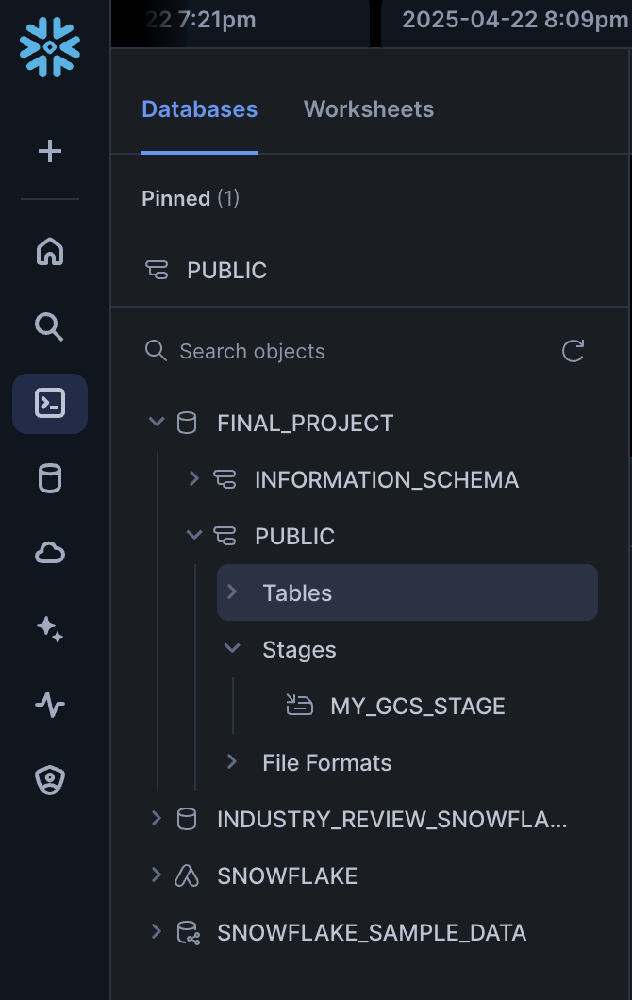 22 7:21pm
2025-04-22 8:09pm
Databases Worksheets
Pinned (1)
PUBLIC
Search objects
FINAL_PROJECT
INFORMATION_SCHEMA
PUBLIC
Tables
Stages
MY_GCS_STAGE
File Formats
INDUSTRY_REVIEW_SNOWFLA...
SNOWFLAKE
SNOWFLAKE_SAMPLE_DATA